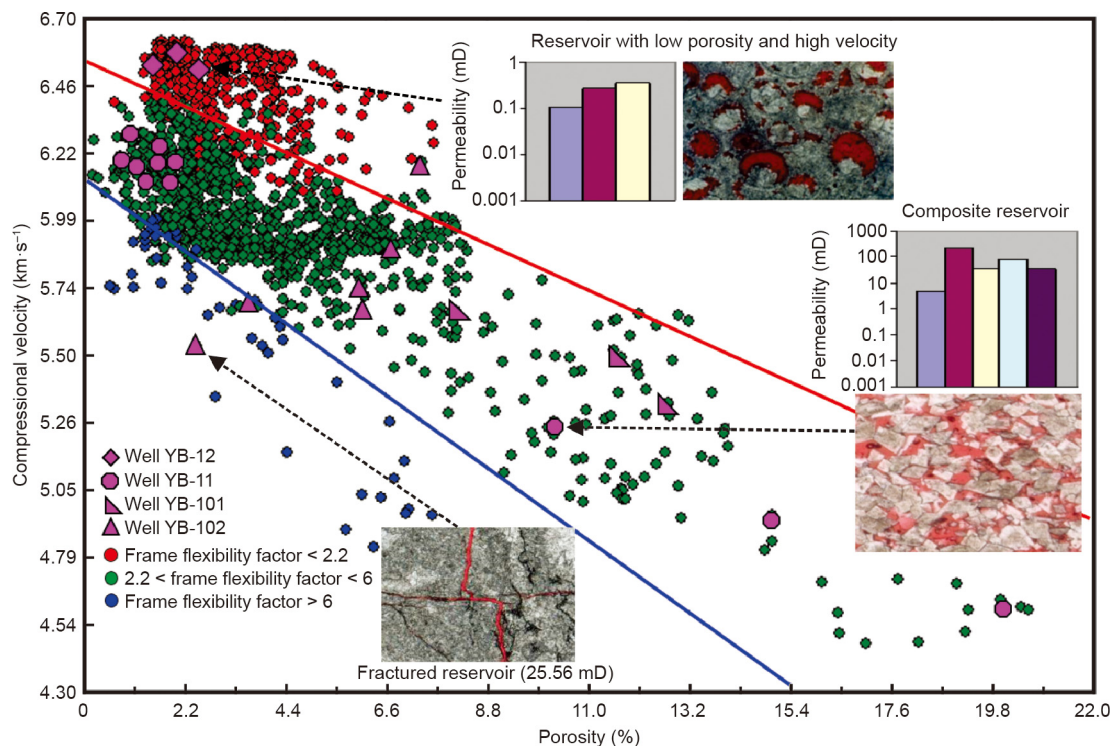 6.70
6.46
6.22
5.99
5.74
5.50
5.26
5.05
4.79
4.54
4.30
Compressional velocity (km·s⁻¹)
0
2.2
4.4
6.6
8.8
11.0
13.2
15.4
17.6
19.8
22.0
Porosity (%)
Reservoir with low porosity and high velocity
Permeability (mD)
1
0.1
0.01
0.001
Composite reservoir
Permeability (mD)
1000
100
10
1
0.1
0.01
0.001
Well YB-12
Well YB-11
Well YB-101
Well YB-102
Frame flexibility factor < 2.2
2.2 < frame flexibility factor < 6
Frame flexibility factor > 6
Fractured reservoir (25.56 mD)